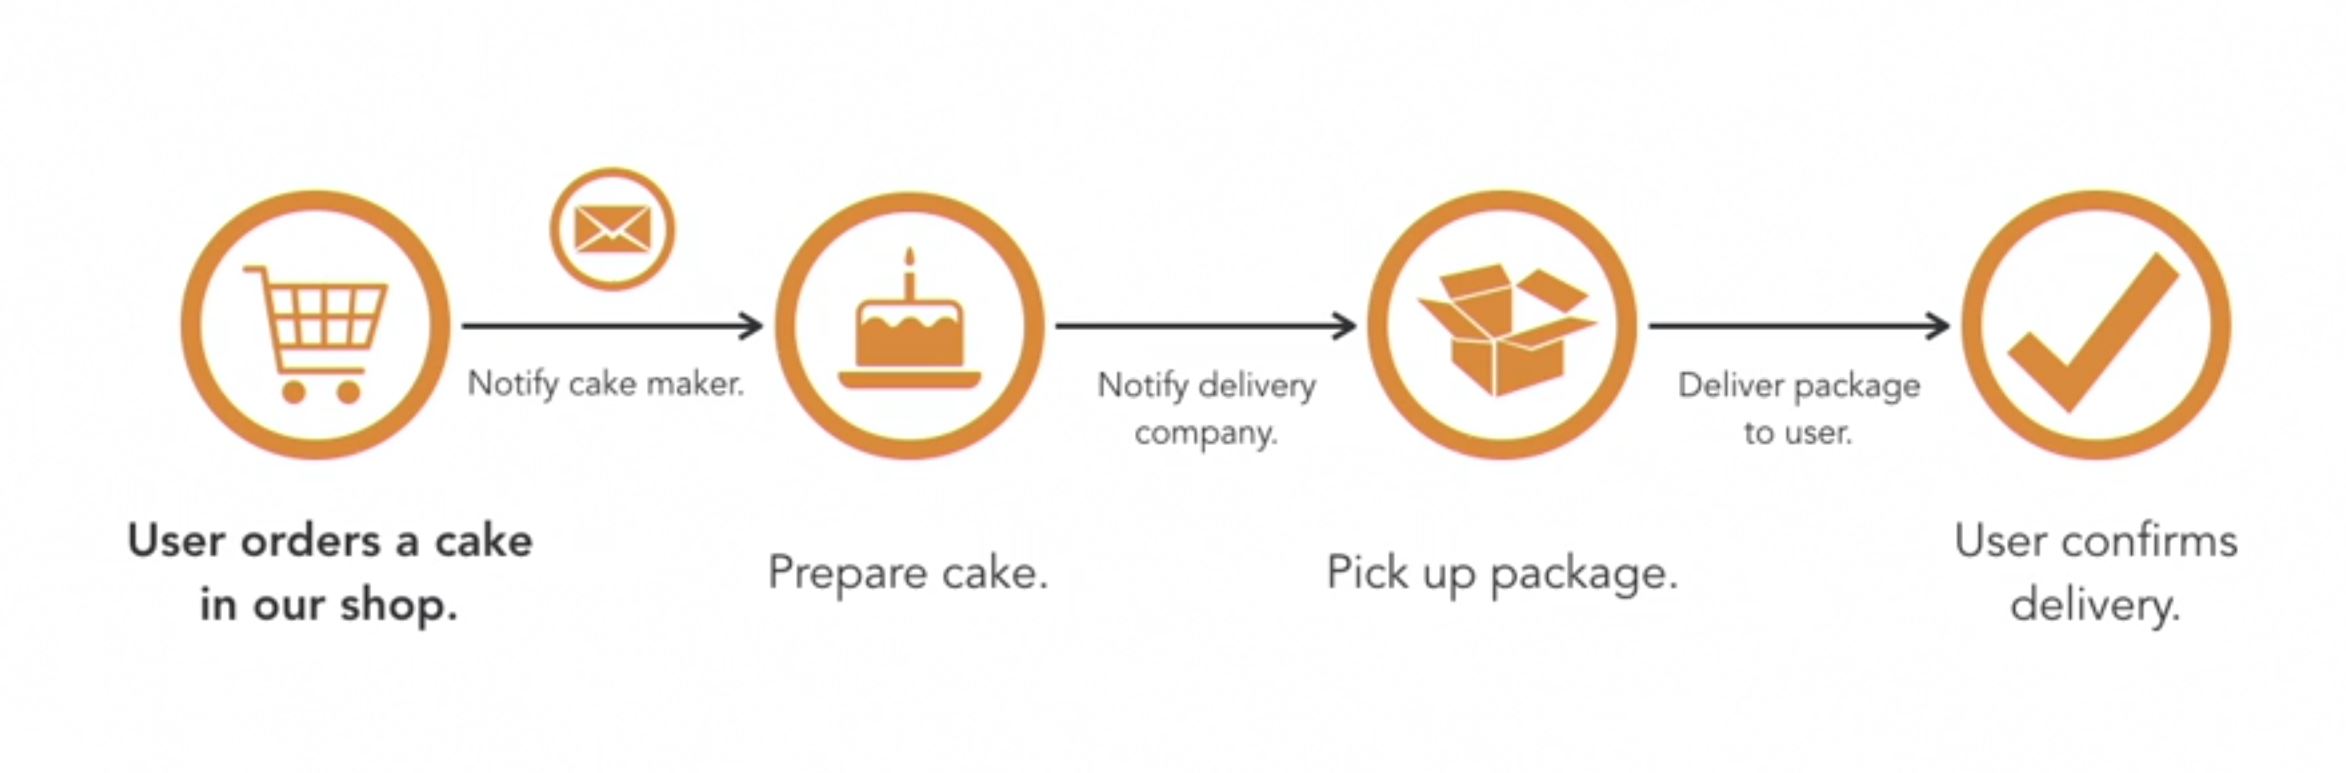 Notify cake maker.
Notify delivery
company.
Deliver package
to user.
User orders a cake
in our shop.
Prepare cake.
Pick up package.
User confirms
delivery.